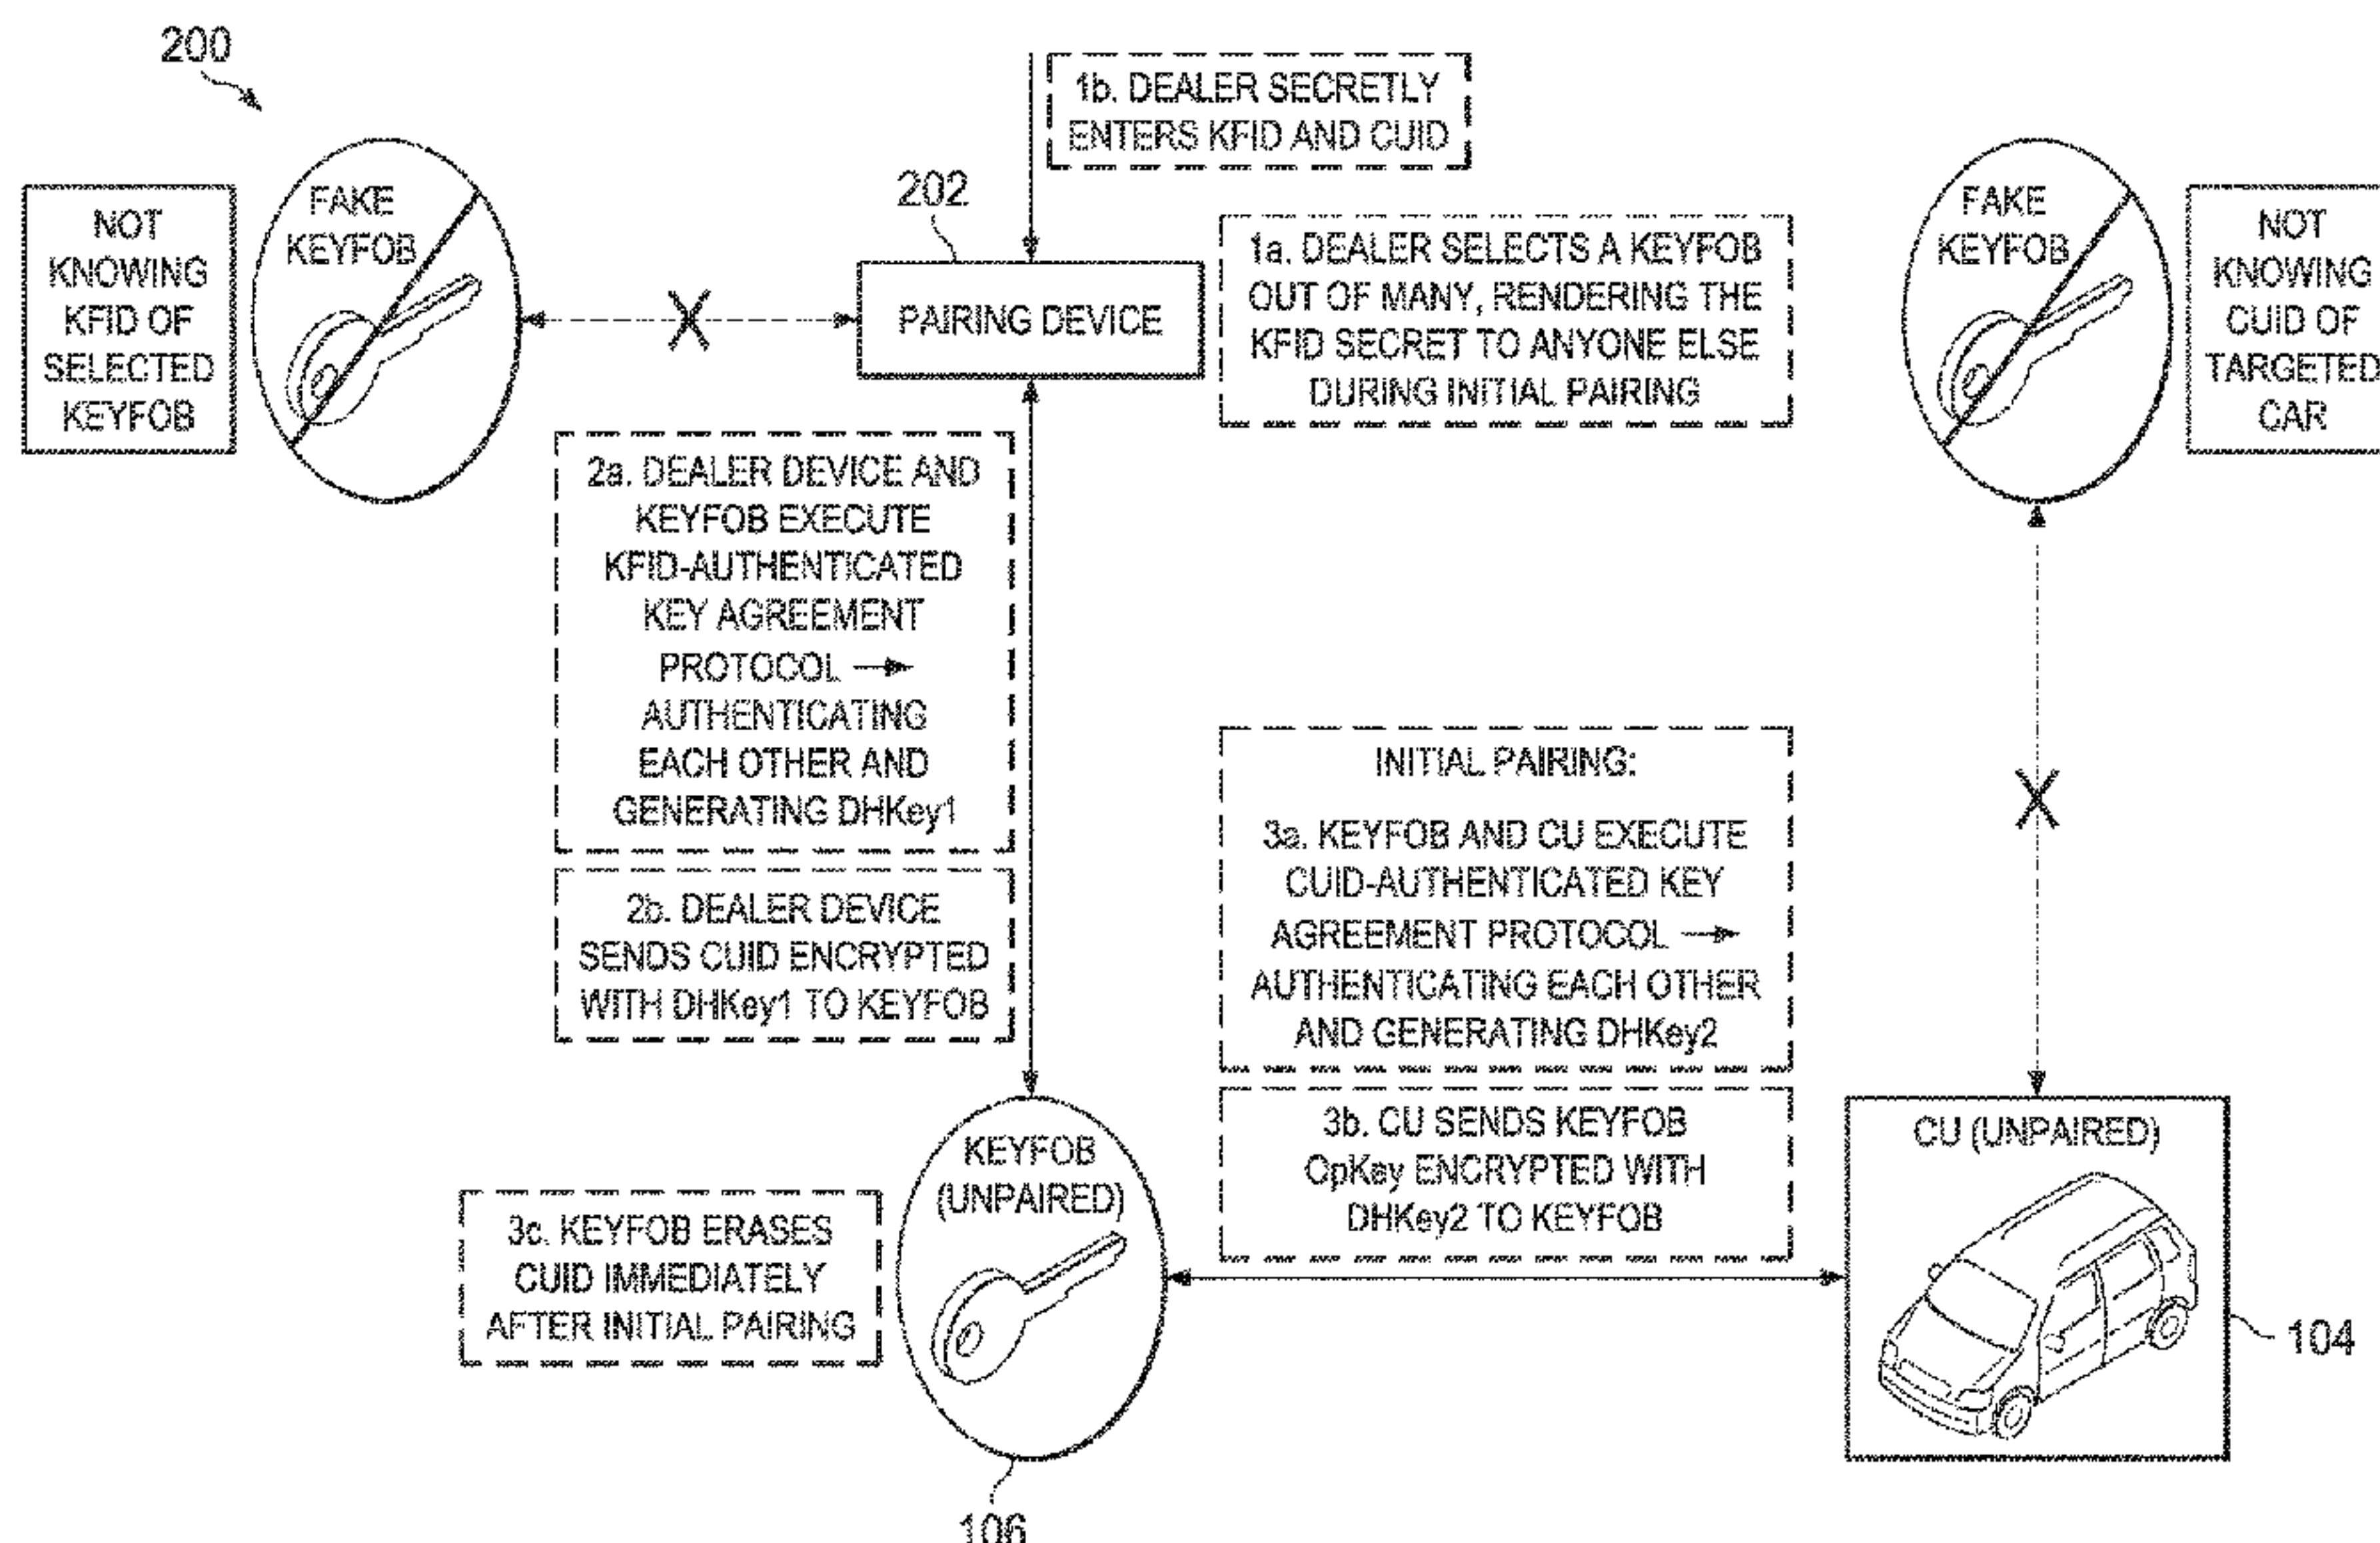 200
1b. DEALER SECRETLY
ENTERS KFID AND CUID
202
PAIRING DEVICE
1a. DEALER SELECTS A KEYFOB
OUT OF MANY, RENDERING THE
KFID SECRET TO ANYONE ELSE
DURING INITIAL PAIRING
NOT
KNOWING
KFID OF
SELECTED
KEYFOB
FAKE
KEYFOB
X
FAKE
KEYFOB
NOT
KNOWING
CUID OF
TARGETED
CAR
X
2a. DEALER DEVICE AND
KEYFOB EXECUTE
KFID-AUTHENTICATED
KEY AGREEMENT
PROTOCOL →
AUTHENTICATING
EACH OTHER AND
GENERATING DHKey1
2b. DEALER DEVICE
SENDS CUID ENCRYPTED
WITH DHKey1 TO KEYFOB
INITIAL PAIRING:
3a. KEYFOB AND CU EXECUTE
CUID-AUTHENTICATED KEY
AGREEMENT PROTOCOL →
AUTHENTICATING EACH OTHER
AND GENERATING DHKey2
3b. CU SENDS KEYFOB
OpKey ENCRYPTED WITH
DHKey2 TO KEYFOB
3c. KEYFOB ERASES
CUID IMMEDIATELY
AFTER INITIAL PAIRING
KEYFOB
(UNPAIRED)
106
CU (UNPAIRED)
104